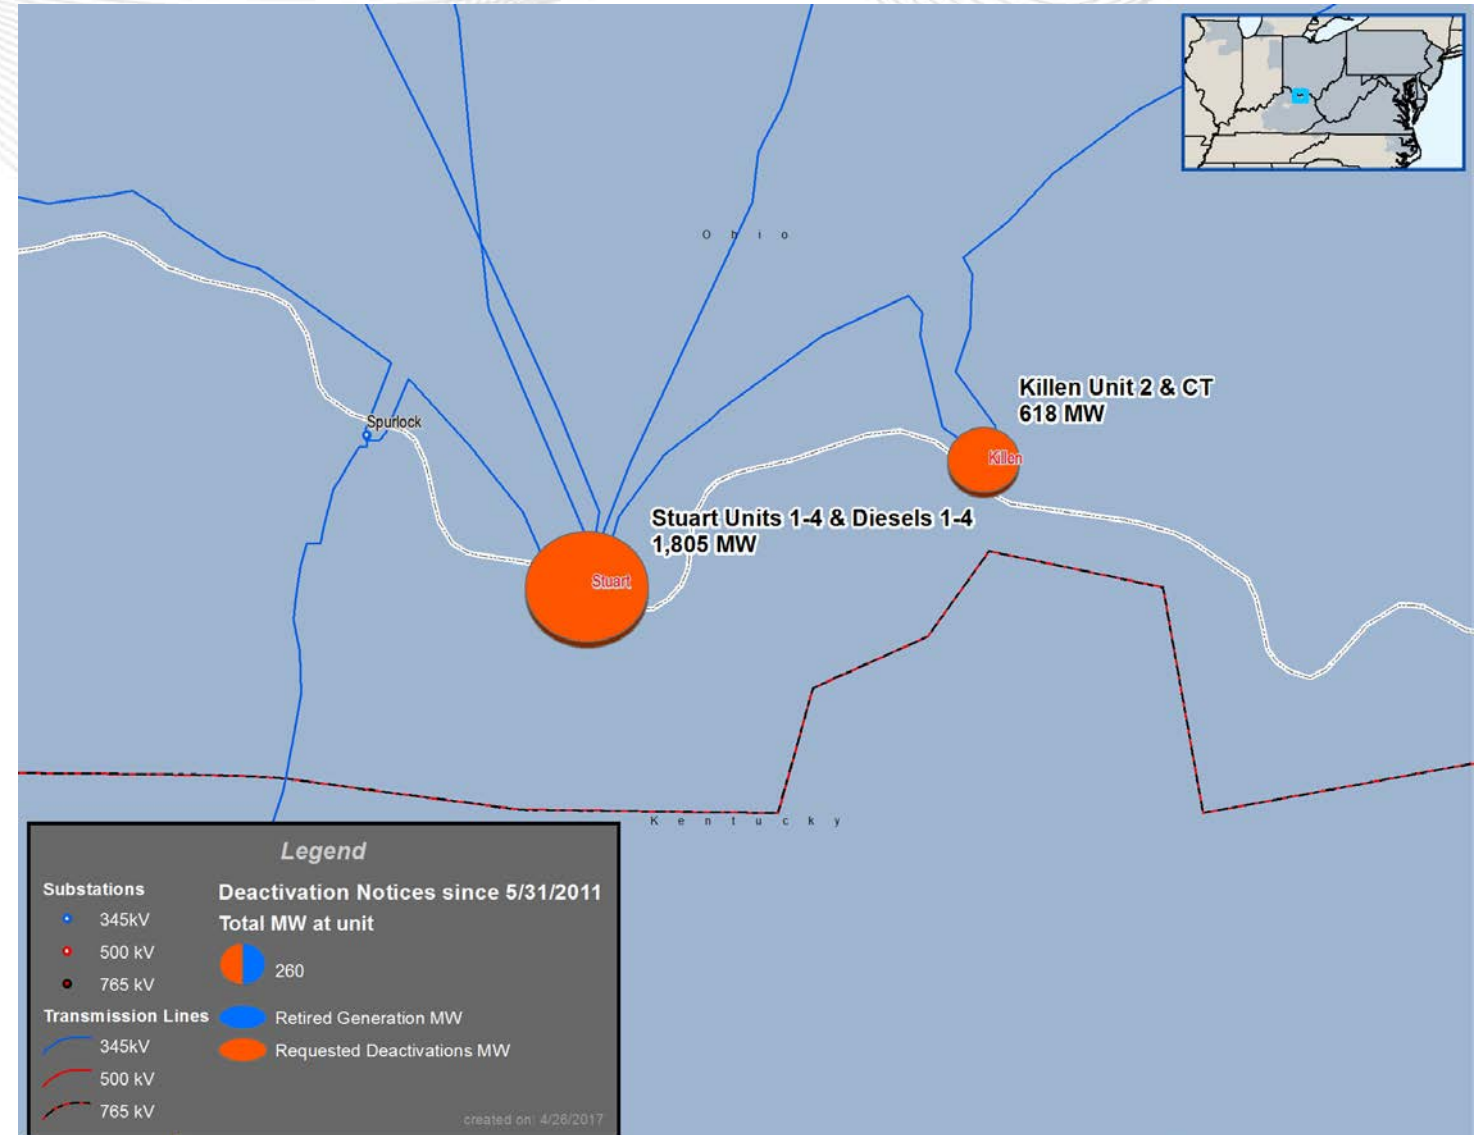 Ohio
Spurlock
Killen Unit 2 & CT
618 MW
Killen
Stuart Units 1-4 & Diesels 1-4
1,805 MW
Stuart
Kentucky
Legend
Substations
345kV
500 kV
765 kV
Transmission Lines
345kV
500 kV
765 kV
Deactivation Notices since 5/31/2011
Total MW at unit
260
Retired Generation MW
Requested Deactivations MW
created on: 4/26/2017